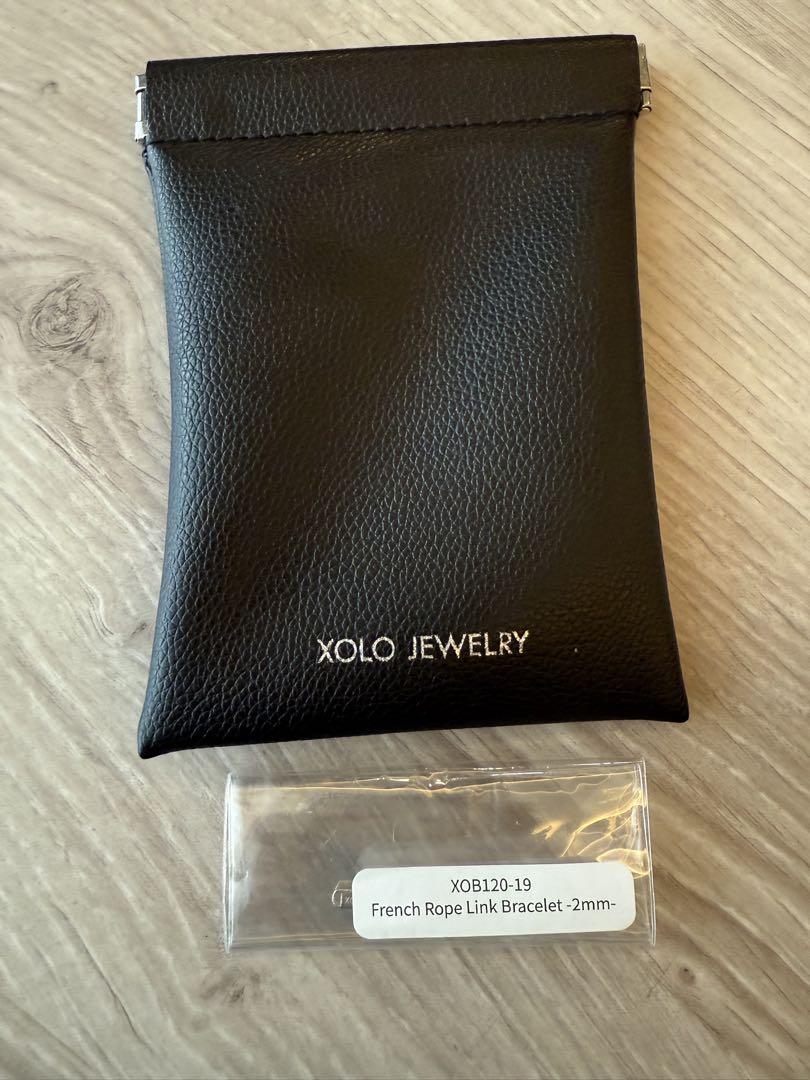 XOLO JEWELRY
XOB120-19
French Rope Link Bracelet -2mm-